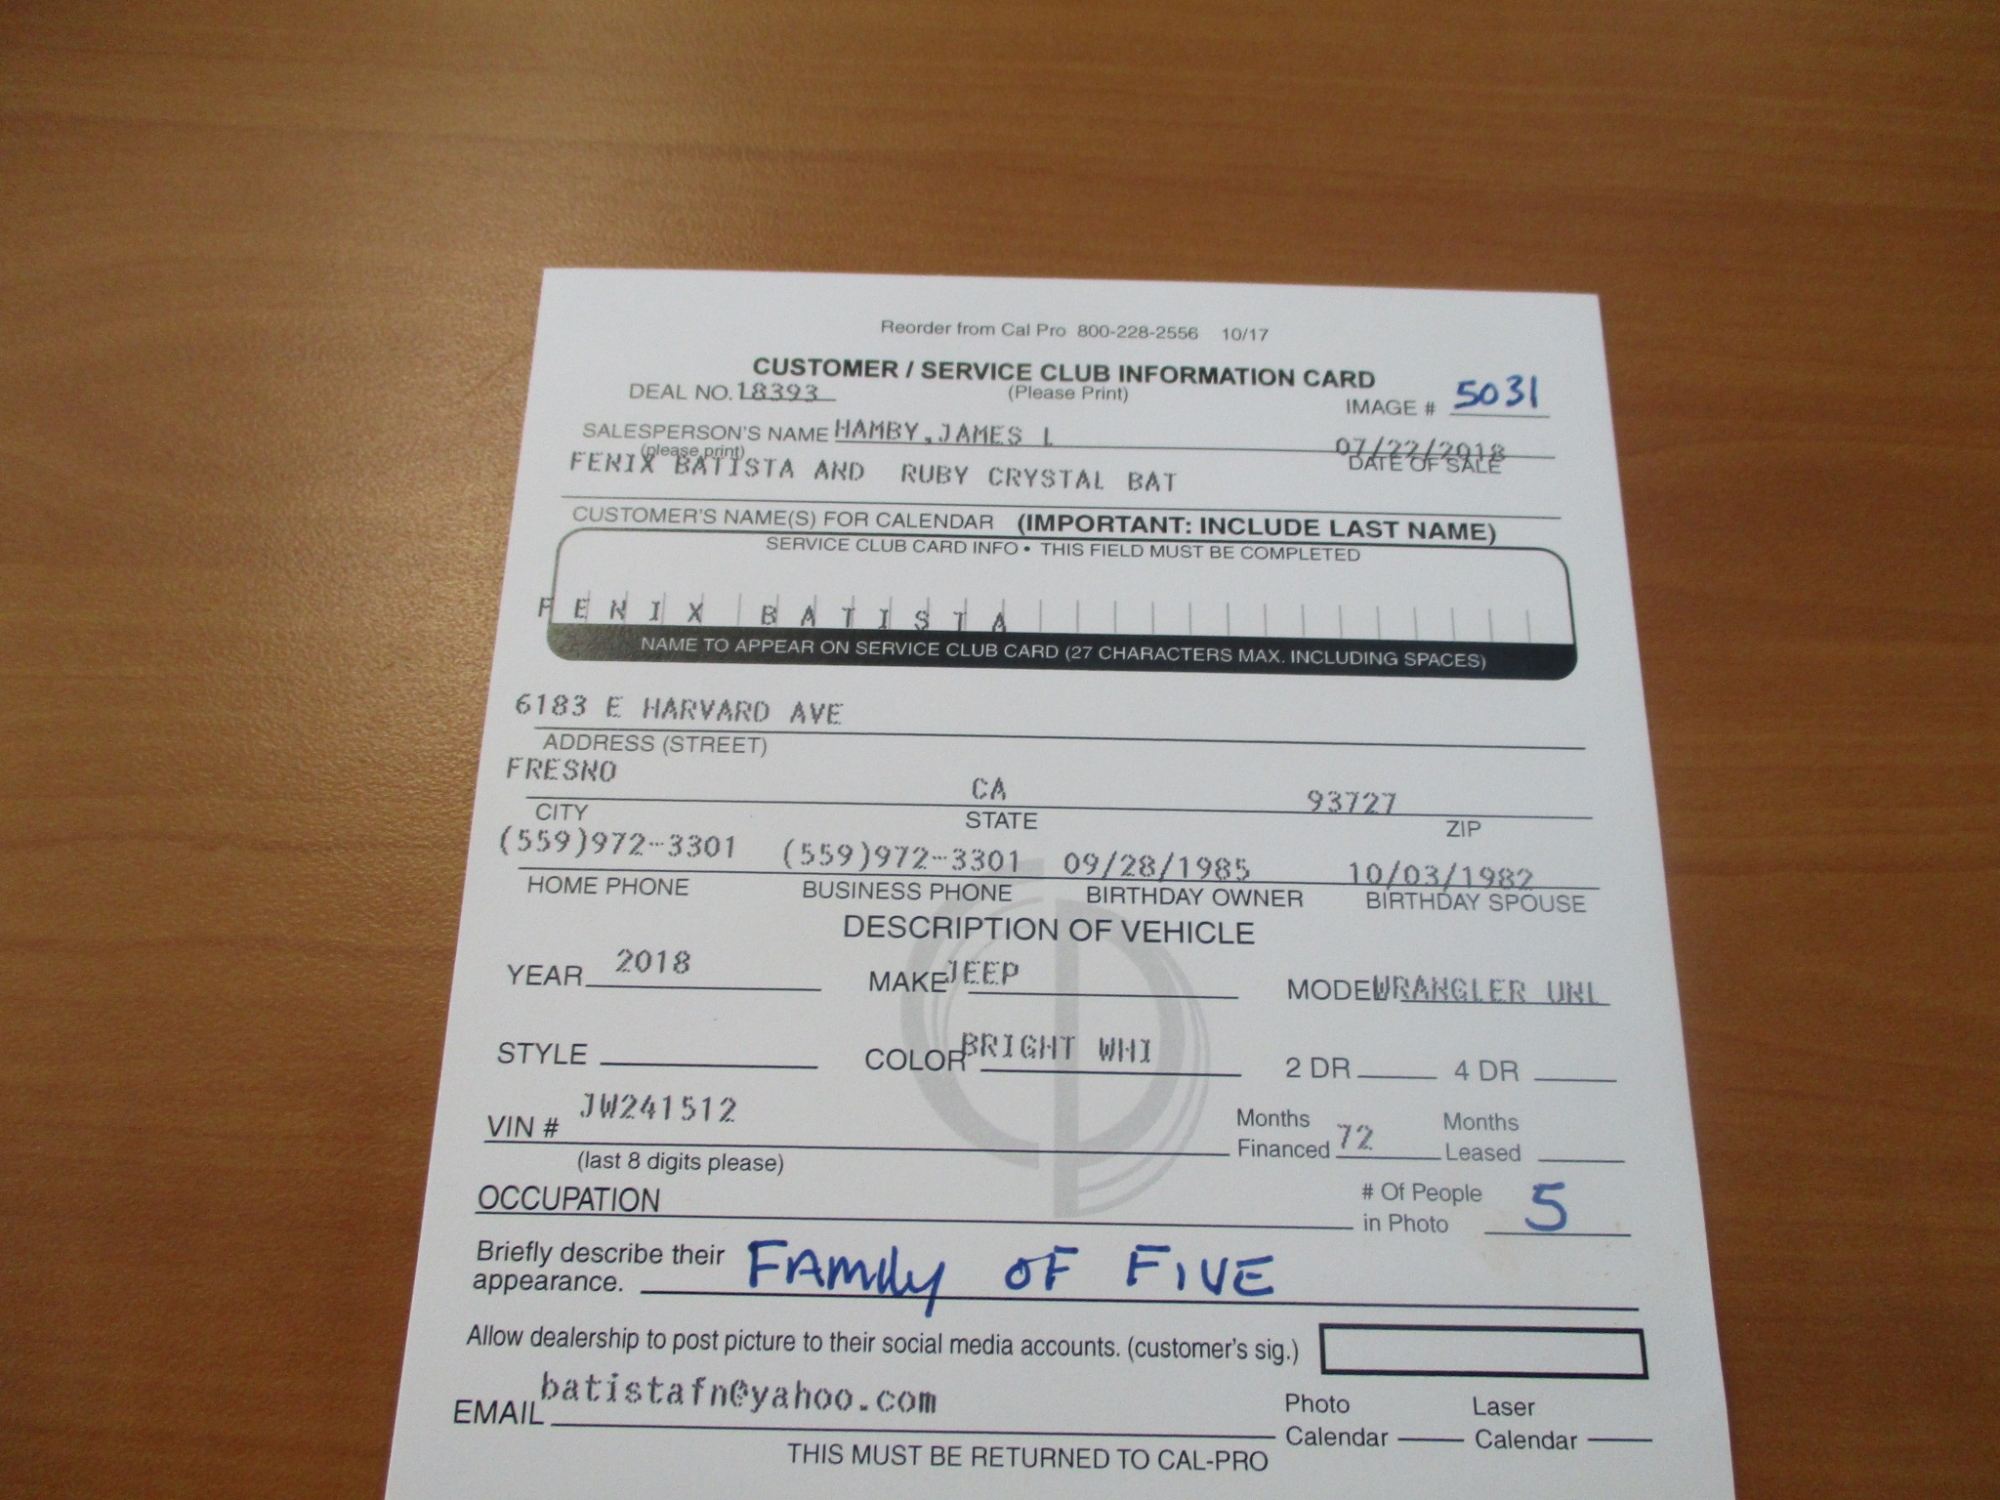 Reorder from Cal Pro 800-228-2556 10/17
CUSTOMER / SERVICE CLUB INFORMATION CARD
DEAL NO. 18393 (Please Print) IMAGE # 5031
SALESPERSON'S NAME HAMBY, JAMES L 07/22/2018
(please print) DATE OF SALE
FENIX BATISTA AND RUBY CRYSTAL BAT
CUSTOMER'S NAME(S) FOR CALENDAR (IMPORTANT: INCLUDE LAST NAME)
SERVICE CLUB CARD INFO • THIS FIELD MUST BE COMPLETED
FENIX BATISTA
NAME TO APPEAR ON SERVICE CLUB CARD (27 CHARACTERS MAX. INCLUDING SPACES)
6183 E HARVARD AVE
ADDRESS (STREET)
FRESNO CA 93727
CITY STATE ZIP
(559)972-3301 (559)972-3301 09/28/1985 10/03/1982
HOME PHONE BUSINESS PHONE BIRTHDAY OWNER BIRTHDAY SPOUSE
DESCRIPTION OF VEHICLE
YEAR 2018 MAKE JEEP MODEL WRANGLER UNL
STYLE COLOR BRIGHT WHI 2 DR 4 DR
VIN # JW241512 Months Financed 72 Months Leased
(last 8 digits please)
OCCUPATION # Of People in Photo 5
Briefly describe their appearance. FAMILY OF FIVE
Allow dealership to post picture to their social media accounts. (customer's sig.)
EMAIL batistafn@yahoo.com Photo Calendar Laser Calendar
THIS MUST BE RETURNED TO CAL-PRO